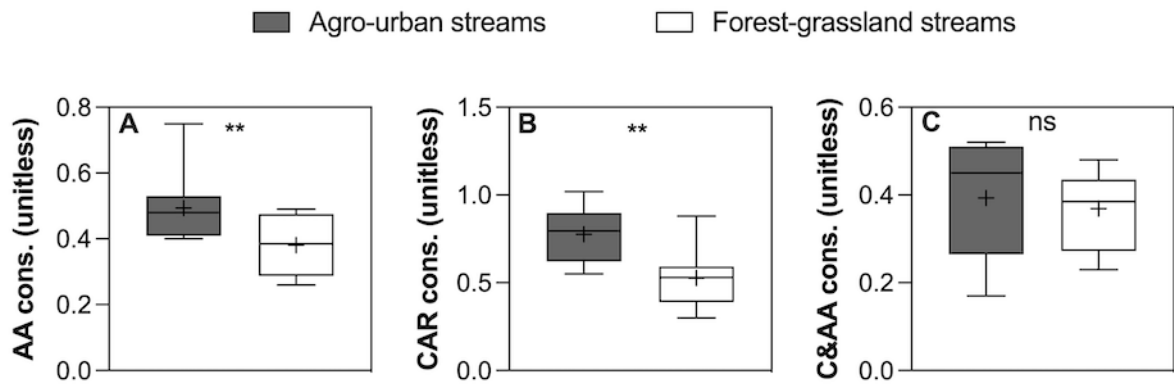 Agro-urban streams
Forest-grassland streams
AA cons. (unitless)
0.8
0.6
0.4
0.2
0.0
A
**
CAR cons. (unitless)
1.5
1.0
0.5
0.0
B
**
C&AA cons. (unitless)
0.6
0.4
0.2
0.0
C
ns